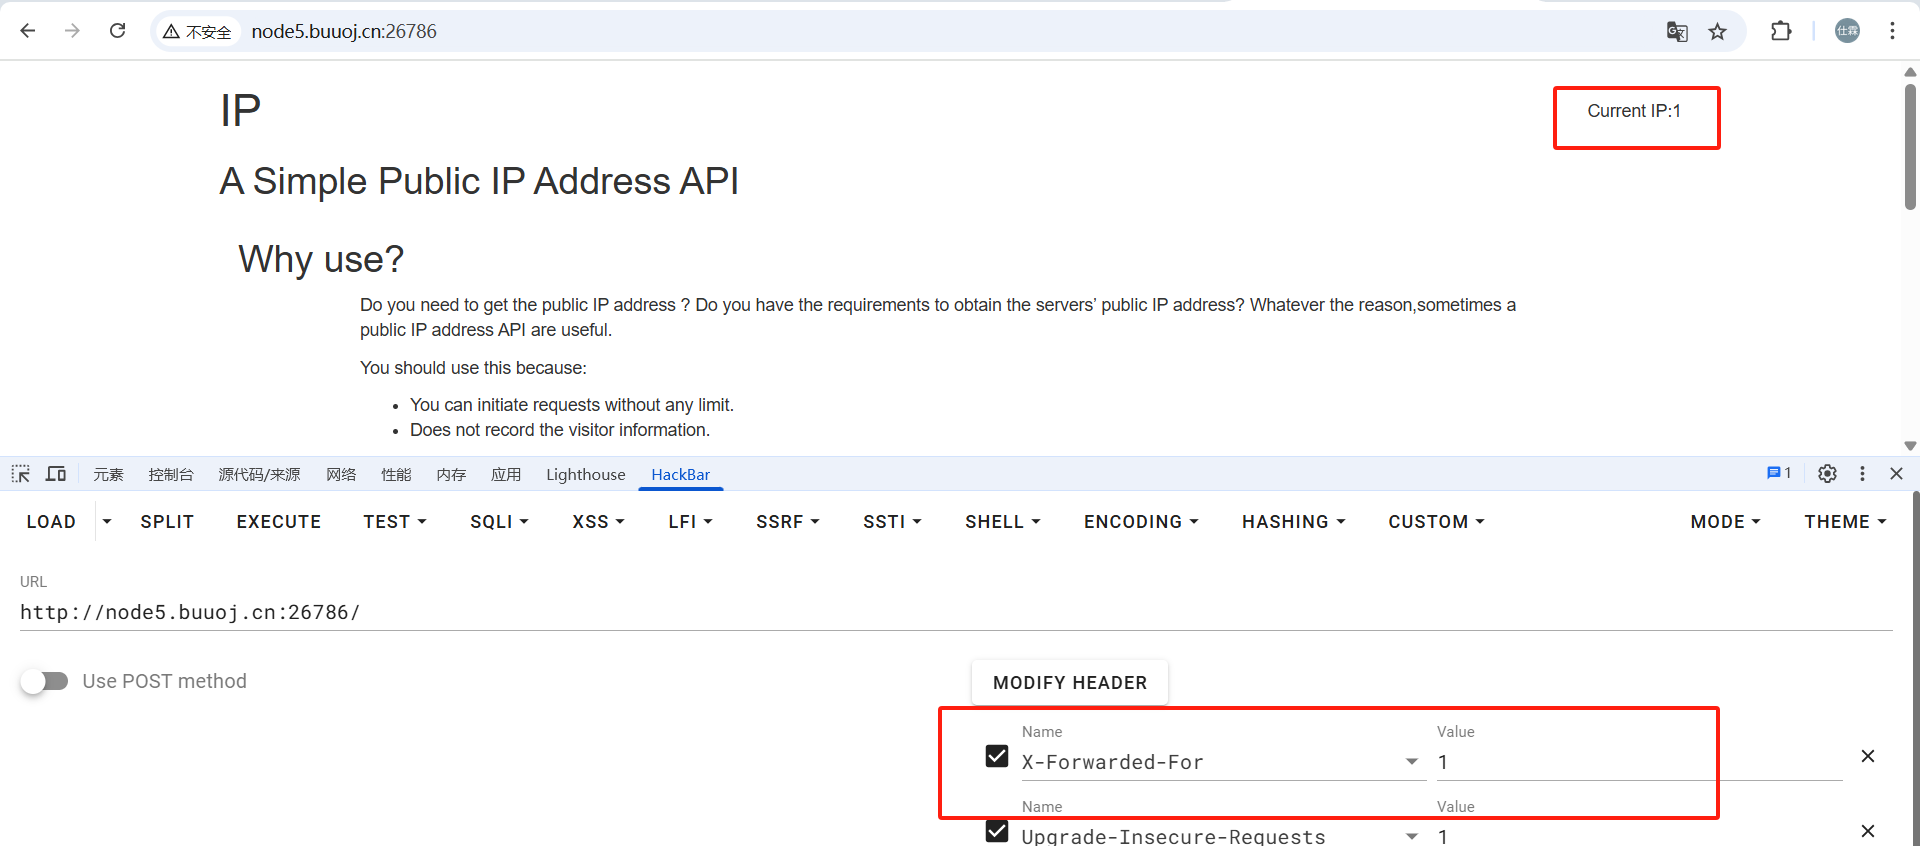 不安全 node5.buuoj.cn:26786
仕霖
IP
Current IP:1
A Simple Public IP Address API
Why use?
Do you need to get the public IP address ? Do you have the requirements to obtain the servers’ public IP address? Whatever the reason,sometimes a
public IP address API are useful.
You should use this because:
• You can initiate requests without any limit.
• Does not record the visitor information.
元素 控制台 源代码/来源 网络 性能 内存 应用 Lighthouse HackBar 1
LOAD SPLIT EXECUTE TEST SQLI XSS LFI SSRF SSTI SHELL ENCODING HASHING CUSTOM MODE THEME
URL
http://node5.buuoj.cn:26786/
Use POST method
MODIFY HEADER
Name Value
X-Forwarded-For 1
Name Value
Upgrade-Insecure-Requests 1